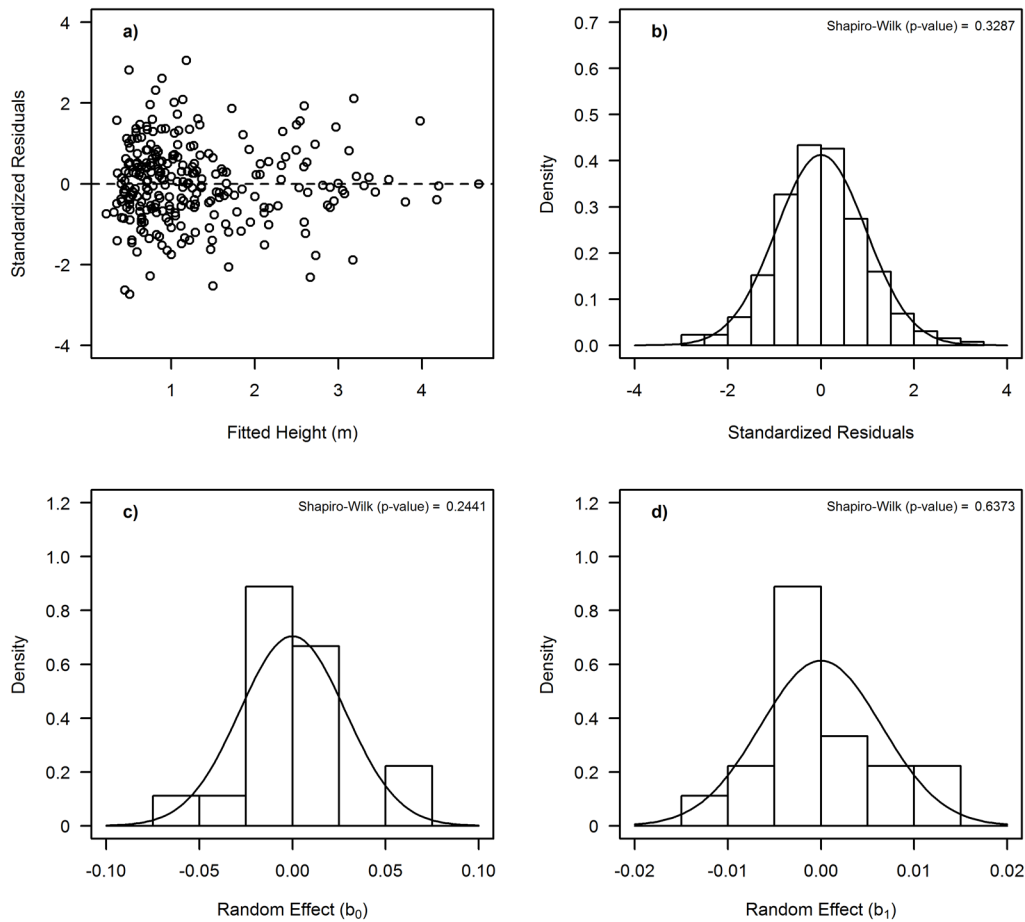 a)
4
2
0
-2
-4
Standardized Residuals
1 2 3 4
Fitted Height (m)
b)
Shapiro-Wilk (p-value) = 0.3287
0.7
0.6
0.5
0.4
0.3
0.2
0.1
0.0
Density
-4 -2 0 2 4
Standardized Residuals
c)
Shapiro-Wilk (p-value) = 0.2441
1.2
1.0
0.8
0.6
0.4
0.2
0
Density
-0.10 -0.05 0.00 0.05 0.10
Random Effect (b₀)
d)
Shapiro-Wilk (p-value) = 0.6373
1.2
1.0
0.8
0.6
0.4
0.2
0
Density
-0.02 -0.01 0.00 0.01 0.02
Random Effect (b₁)